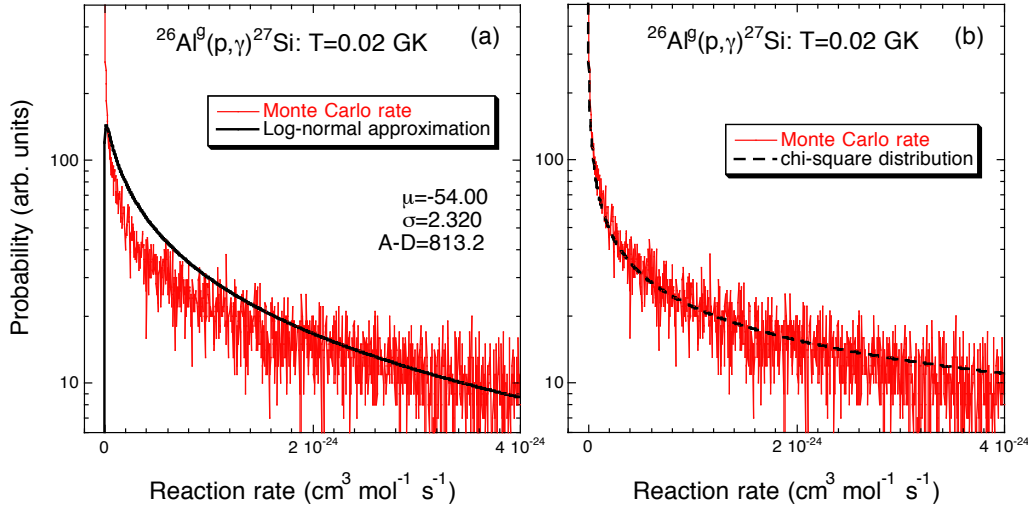 ²⁶Alᵍ(p,γ)²⁷Si: T=0.02 GK (a)
Monte Carlo rate
Log-normal approximation
μ=-54.00
σ=2.320
A-D=813.2
100
10
Probability (arb. units)
0 2 10⁻²⁴ 4 10⁻²⁴
Reaction rate (cm³ mol⁻¹ s⁻¹)
²⁶Alᵍ(p,γ)²⁷Si: T=0.02 GK (b)
Monte Carlo rate
chi-square distribution
100
10
0 2 10⁻²⁴ 4 10⁻²⁴
Reaction rate (cm³ mol⁻¹ s⁻¹)